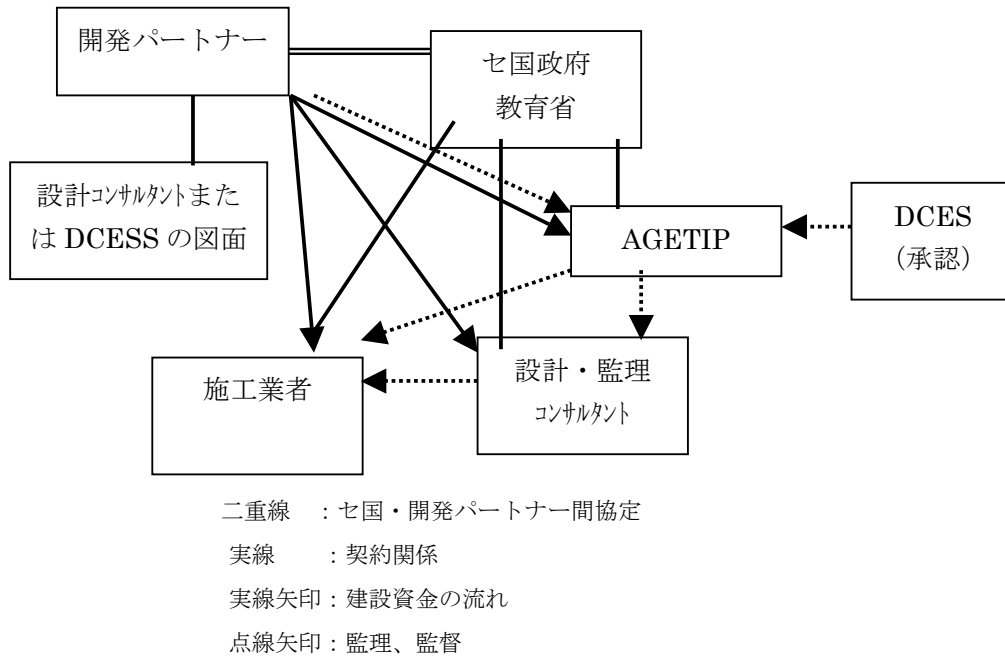 開発パートナー
セ国政府
教育省
設計コンサルタントまた
は DCESS の図面
AGETIP
DCES
(承認)
施工業者
設計・監理
コンサルタント
二重線 :セ国・開発パートナー間協定
実線 :契約関係
実線矢印:建設資金の流れ
点線矢印:監理、監督